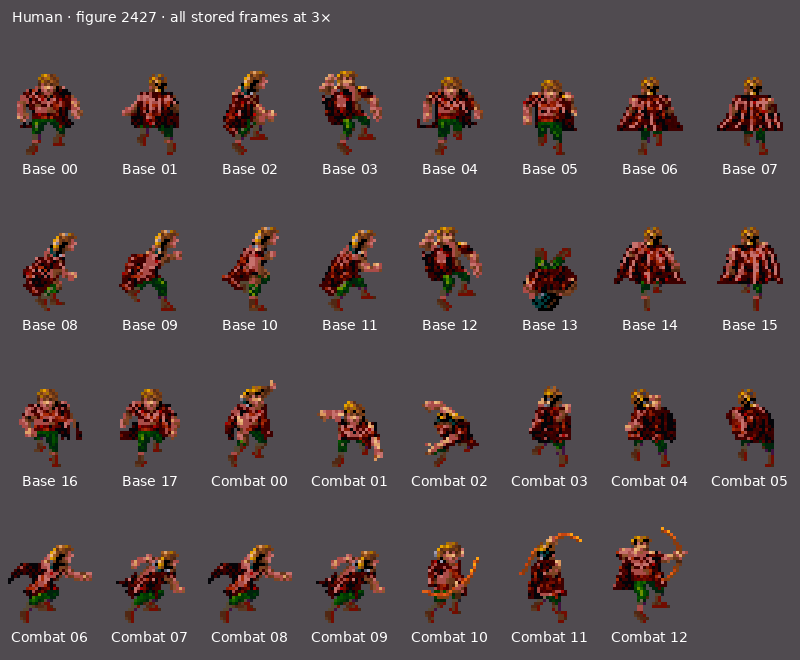 Human · figure 2427 · all stored frames at 3×
Base 00 Base 01 Base 02 Base 03 Base 04 Base 05 Base 06 Base 07
Base 08 Base 09 Base 10 Base 11 Base 12 Base 13 Base 14 Base 15
Base 16 Base 17 Combat 00 Combat 01 Combat 02 Combat 03 Combat 04 Combat 05
Combat 06 Combat 07 Combat 08 Combat 09 Combat 10 Combat 11 Combat 12